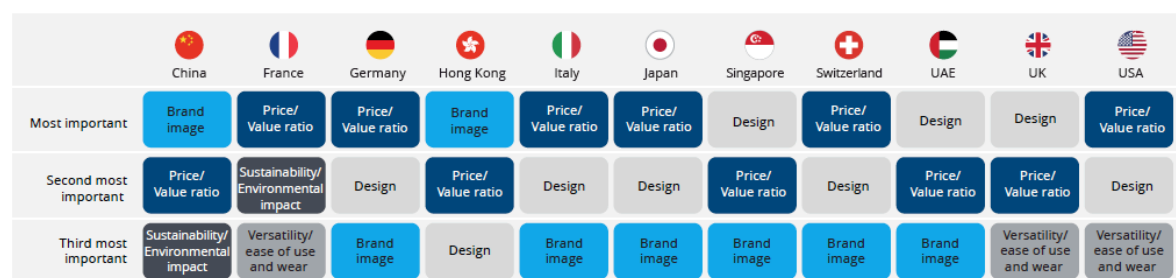 China France Germany Hong Kong Italy Japan Singapore Switzerland UAE UK USA
Most important
Brand
image
Price/
Value ratio
Price/
Value ratio
Brand
image
Price/
Value ratio
Price/
Value ratio
Design
Price/
Value ratio
Design
Design
Price/
Value ratio
Second most
important
Price/
Value ratio
Sustainability/
Environmental
impact
Design
Price/
Value ratio
Design
Design
Price/
Value ratio
Design
Price/
Value ratio
Price/
Value ratio
Design
Third most
important
Sustainability/
Environmental
impact
Versatility/
ease of use
and wear
Brand
image
Design
Brand
image
Brand
image
Brand
image
Brand
image
Brand
image
Versatility/
ease of use
and wear
Versatility/
ease of use
and wear